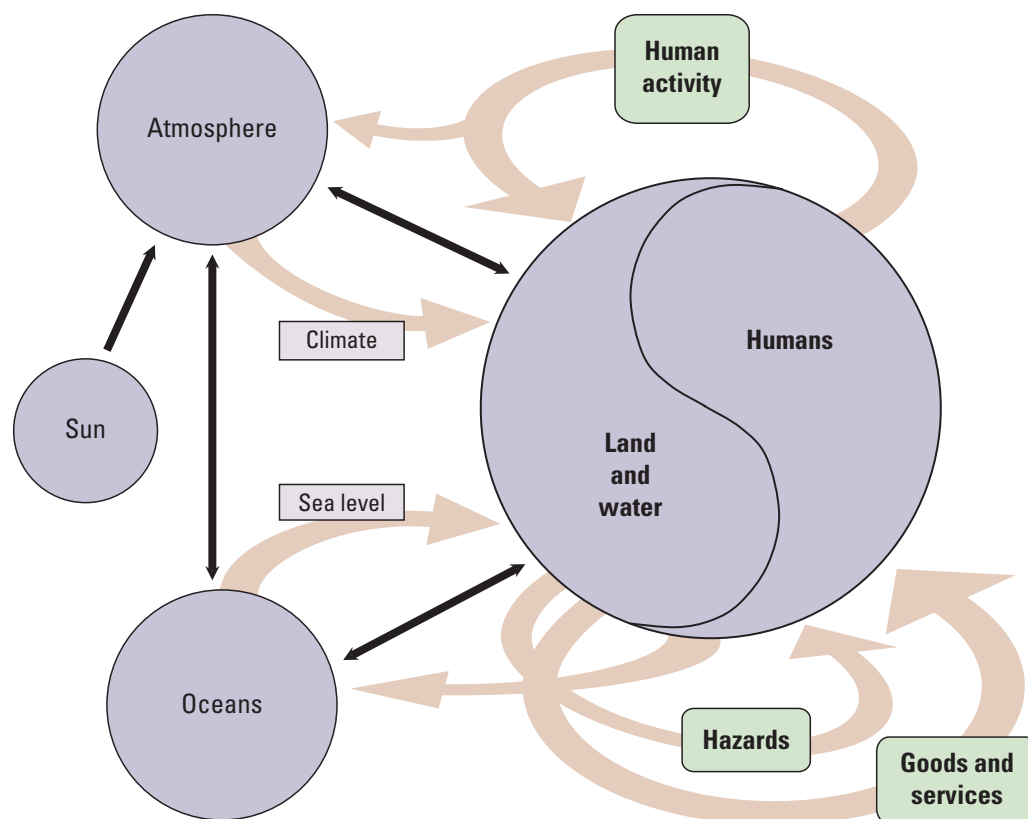 Human
activity
Atmosphere
Climate
Humans
Sun
Land
and
water
Sea level
Oceans
Hazards
Goods and
services